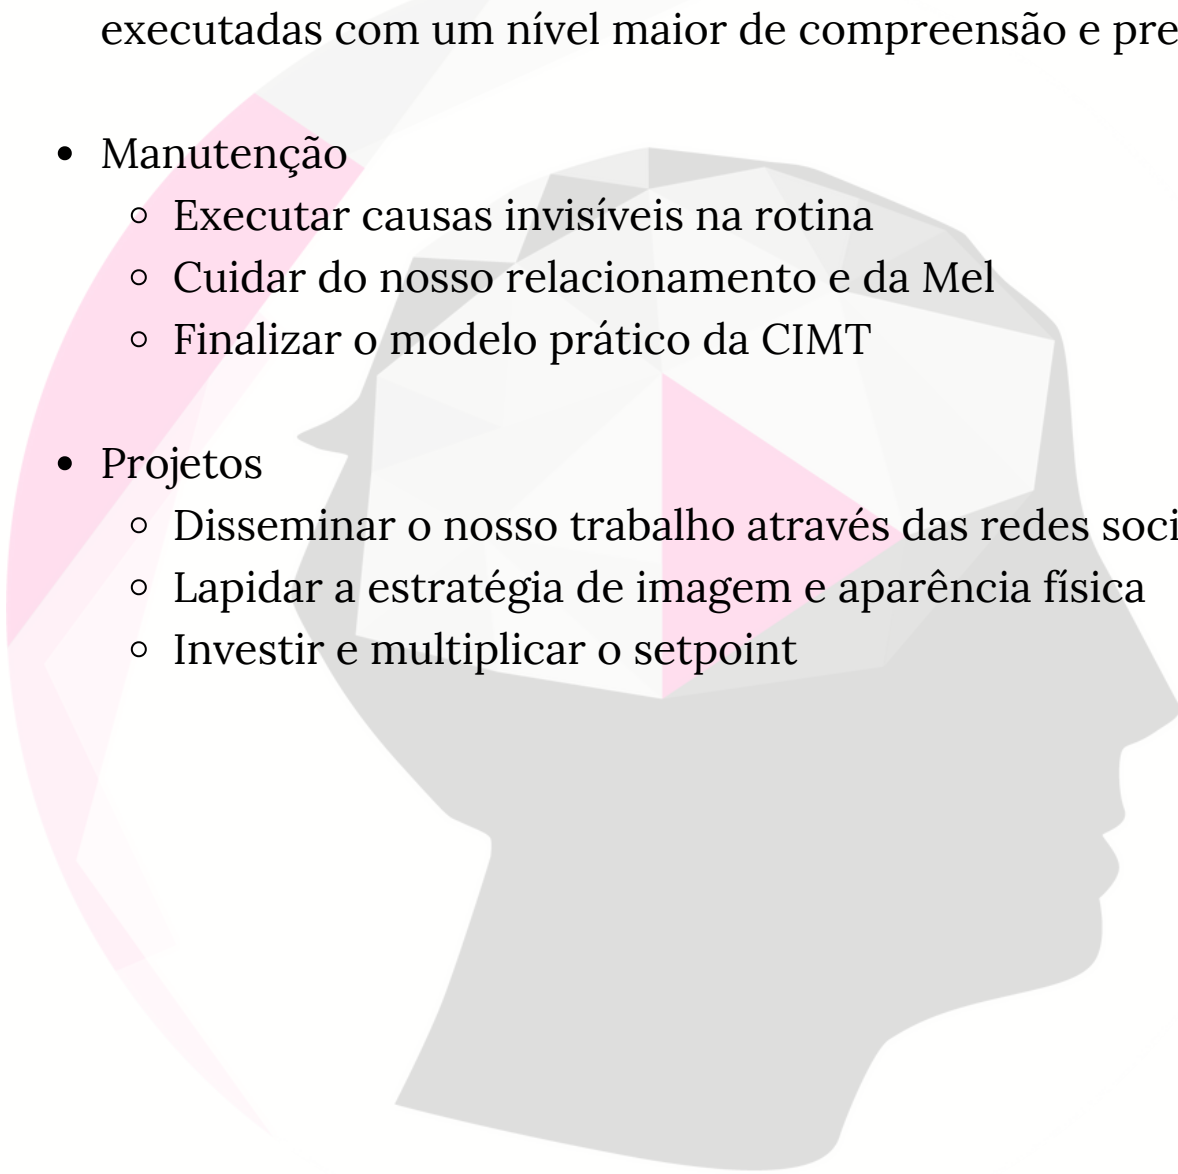 executadas com um nível maior de compreensão e
• Manutenção
◦ Executar causas invisíveis na rotina
◦ Cuidar do nosso relacionamento e da Mel
◦ Finalizar o modelo prático da CIMT
• Projetos
◦ Disseminar o nosso trabalho através das redes
◦ Lapidar a estratégia de imagem e aparência física
◦ Investir e multiplicar o setpoint